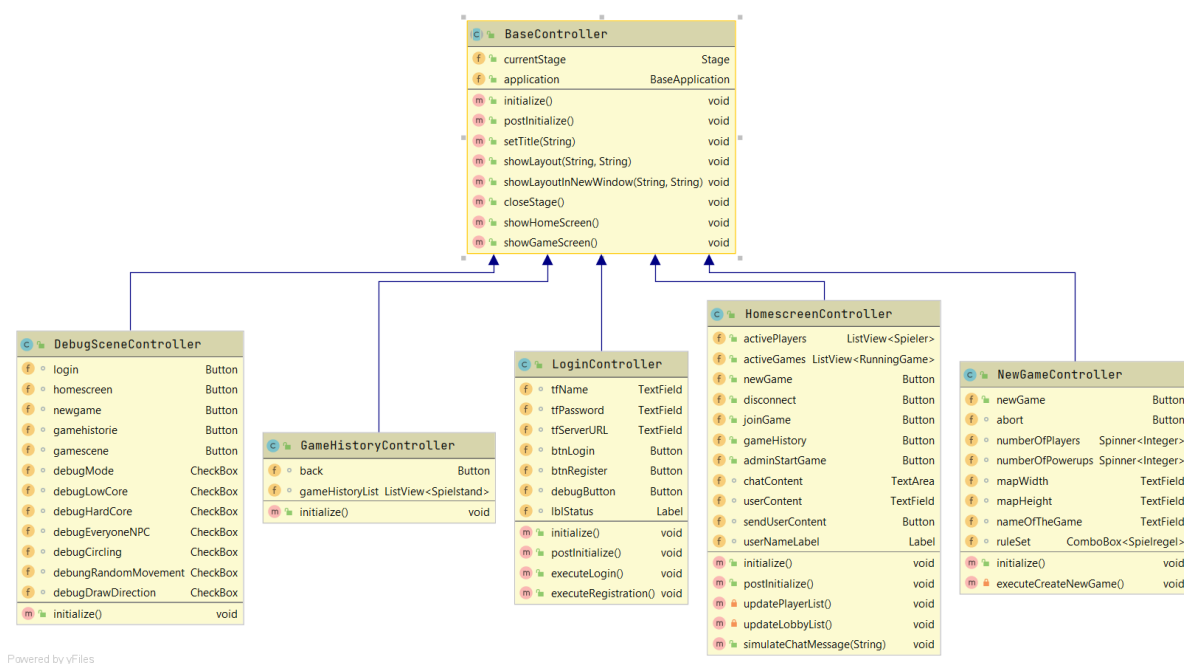 BaseController
currentStage Stage
application BaseApplication
initialize() void
postInitialize() void
setTitle(String) void
showLayout(String, String) void
showLayoutInNewWindow(String, String) void
closeStage() void
showHomeScreen() void
showGameScreen() void
DebugSceneController
login Button
homescreen Button
newgame Button
gamehistorie Button
gamescene Button
debugMode CheckBox
debugLowCore CheckBox
debugHardCore CheckBox
debugEveryoneNPC CheckBox
debugCircling CheckBox
debungRandomMovement CheckBox
debugDrawDirection CheckBox
initialize() void
GameHistoryController
back Button
gameHistoryList ListView<Spielstand>
initialize() void
LoginController
tfName TextField
tfPassword TextField
tfServerURL TextField
btnLogin Button
btnRegister Button
debugButton Button
lblStatus Label
initialize() void
postInitialize() void
executeLogin() void
executeRegistration() void
HomescreenController
activePlayers ListView<Spieler>
activeGames ListView<RunningGame>
newGame Button
disconnect Button
joinGame Button
gameHistory Button
adminStartGame Button
chatContent TextArea
userContent TextField
sendUserContent Button
userNameLabel Label
initialize() void
postInitialize() void
updatePlayerList() void
updateLobbyList() void
simulateChatMessage(String) void
NewGameController
newGame Button
abort Button
numberOfPlayers Spinner<Integer>
numberOfPowerups Spinner<Integer>
mapWidth TextField
mapHeight TextField
nameOfTheGame TextField
ruleSet ComboBox<Spielregel>
initialize() void
executeCreateNewGame() void
Powered by yFiles